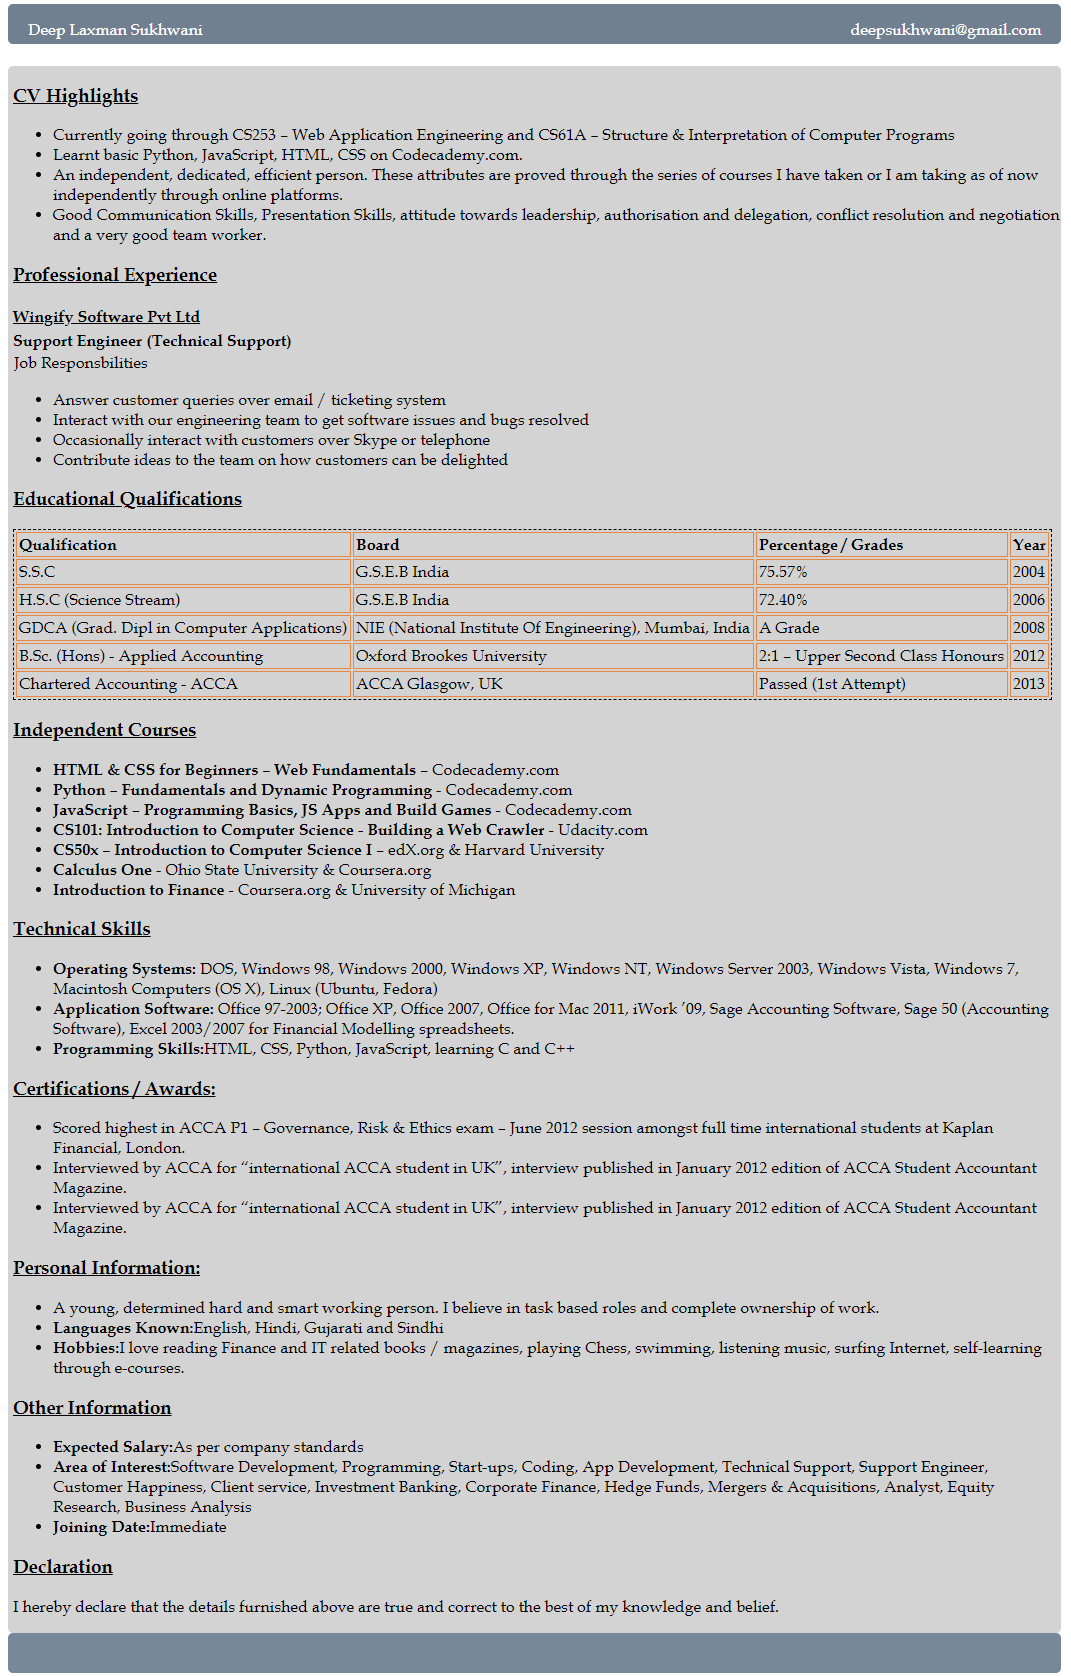 Deep Laxman Sukhwani deepsukhwani@gmail.com
CV Highlights
• Currently going through CS253 – Web Application Engineering and CS61A – Structure & Interpretation of Computer Programs
• Learnt basic Python, JavaScript, HTML, CSS on Codecademy.com.
• An independent, dedicated, efficient person. These attributes are proved through the series of courses I have taken or I am taking as of now
independently through online platforms.
• Good Communication Skills, Presentation Skills, attitude towards leadership, authorisation and delegation, conflict resolution and negotiation
and a very good team worker.
Professional Experience
Wingify Software Pvt Ltd
Support Engineer (Technical Support)
Job Responsbilities
• Answer customer queries over email / ticketing system
• Interact with our engineering team to get software issues and bugs resolved
• Occasionally interact with customers over Skype or telephone
• Contribute ideas to the team on how customers can be delighted
Educational Qualifications
Qualification Board Percentage / Grades Year
S.S.C G.S.E.B India 75.57% 2004
H.S.C (Science Stream) G.S.E.B India 72.40% 2006
GDCA (Grad. Dipl in Computer Applications) NIE (National Institute Of Engineering), Mumbai, India A Grade 2008
B.Sc. (Hons) - Applied Accounting Oxford Brookes University 2:1 – Upper Second Class Honours 2012
Chartered Accounting - ACCA ACCA Glasgow, UK Passed (1st Attempt) 2013
Independent Courses
• HTML & CSS for Beginners – Web Fundamentals – Codecademy.com
• Python – Fundamentals and Dynamic Programming - Codecademy.com
• JavaScript – Programming Basics, JS Apps and Build Games - Codecademy.com
• CS101: Introduction to Computer Science - Building a Web Crawler - Udacity.com
• CS50x – Introduction to Computer Science I – edX.org & Harvard University
• Calculus One - Ohio State University & Coursera.org
• Introduction to Finance - Coursera.org & University of Michigan
Technical Skills
• Operating Systems: DOS, Windows 98, Windows 2000, Windows XP, Windows NT, Windows Server 2003, Windows Vista, Windows 7,
Macintosh Computers (OS X), Linux (Ubuntu, Fedora)
• Application Software: Office 97-2003; Office XP, Office 2007, Office for Mac 2011, iWork ’09, Sage Accounting Software, Sage 50 (Accounting
Software), Excel 2003/2007 for Financial Modelling spreadsheets.
• Programming Skills:HTML, CSS, Python, JavaScript, learning C and C++
Certifications / Awards:
• Scored highest in ACCA P1 – Governance, Risk & Ethics exam – June 2012 session amongst full time international students at Kaplan
Financial, London.
• Interviewed by ACCA for “international ACCA student in UK”, interview published in January 2012 edition of ACCA Student Accountant
Magazine.
• Interviewed by ACCA for “international ACCA student in UK”, interview published in January 2012 edition of ACCA Student Accountant
Magazine.
Personal Information:
• A young, determined hard and smart working person. I believe in task based roles and complete ownership of work.
• Languages Known:English, Hindi, Gujarati and Sindhi
• Hobbies:I love reading Finance and IT related books / magazines, playing Chess, swimming, listening music, surfing Internet, self-learning
through e-courses.
Other Information
• Expected Salary:As per company standards
• Area of Interest:Software Development, Programming, Start-ups, Coding, App Development, Technical Support, Support Engineer,
Customer Happiness, Client service, Investment Banking, Corporate Finance, Hedge Funds, Mergers & Acquisitions, Analyst, Equity
Research, Business Analysis
• Joining Date:Immediate
Declaration
I hereby declare that the details furnished above are true and correct to the best of my knowledge and belief.